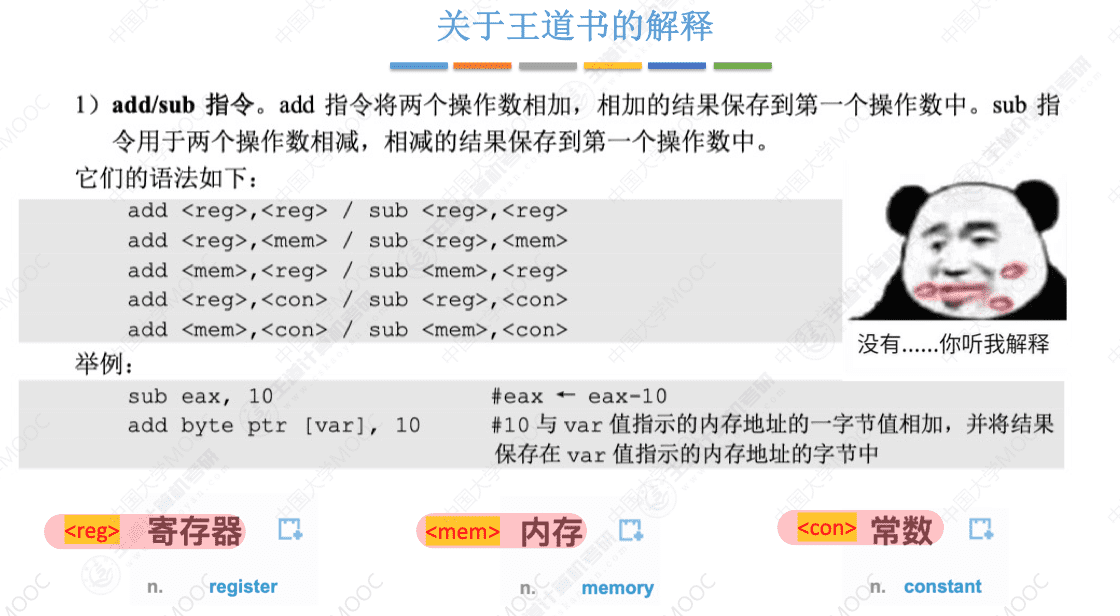 关于王道书的解释
1）add/sub 指令。add 指令将两个操作数相加，相加的结果保存到第一个操作数中。sub 指
令用于两个操作数相减，相减的结果保存到第一个操作数中。
它们的语法如下：
add <reg>,<reg> / sub <reg>,<reg>
add <reg>,<mem> / sub <reg>,<mem>
add <mem>,<reg> / sub <mem>,<reg>
add <reg>,<con> / sub <reg>,<con>
add <mem>,<con> / sub <mem>,<con>
没有......你听我解释
举例：
sub eax, 10 #eax ← eax-10
add byte ptr [var], 10 #10 与 var 值指示的内存地址的一字节值相加，并将结果
保存在 var 值指示的内存地址的字节中
<reg> 寄存器 <mem> 内存 <con> 常数
n. register n. memory n. constant
中国大学MOOC
王道计算机考研